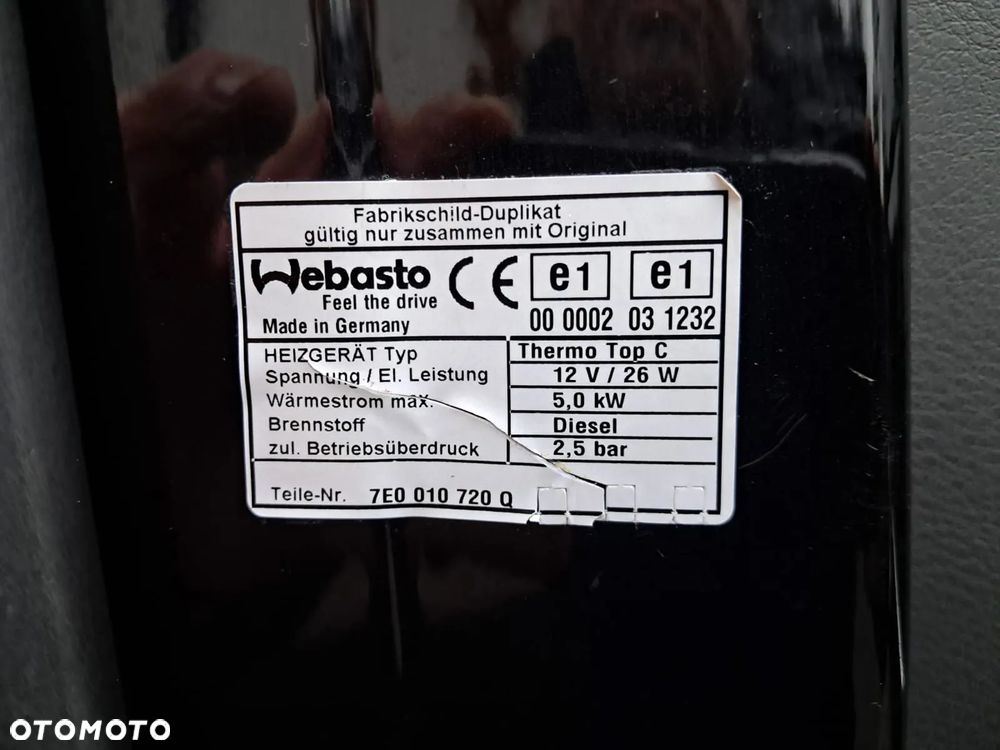 Fabrikschild-Duplikat
gültig nur zusammen mit Original
Webasto CE e1 e1
Feel the drive
Made in Germany 00 0002 03 1232
HEIZGERÄT Typ Thermo Top C
Spannung / El. Leistung 12 V / 26 W
Wärmestrom max. 5,0 kW
Brennstoff Diesel
zul. Betriebsüberdruck 2,5 bar
Teile-Nr. 7E0 010 720 Q
OTOMOTO